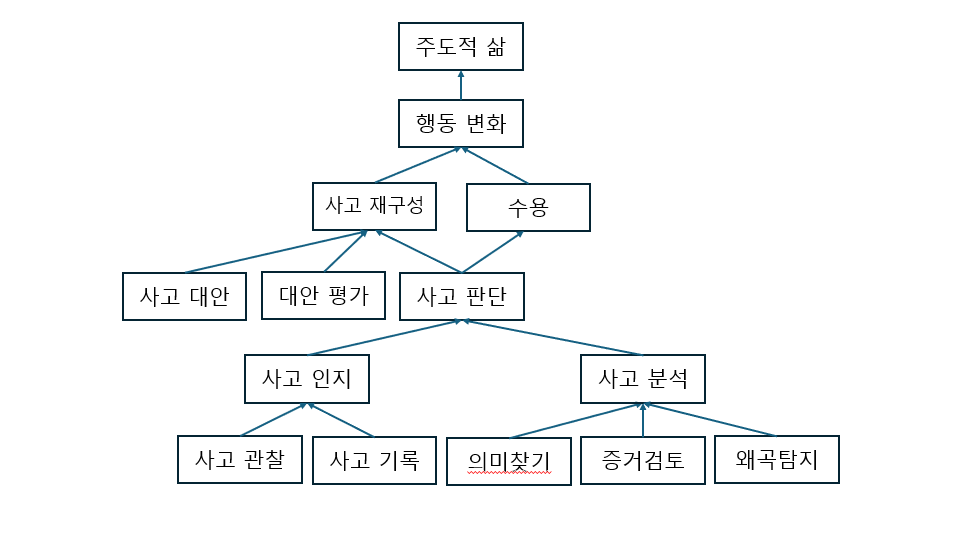 주도적 삶
행동 변화
사고 재구성
수용
사고 대안
대안 평가
사고 판단
사고 인지
사고 분석
사고 관찰
사고 기록
의미찾기
증거검토
왜곡탐지